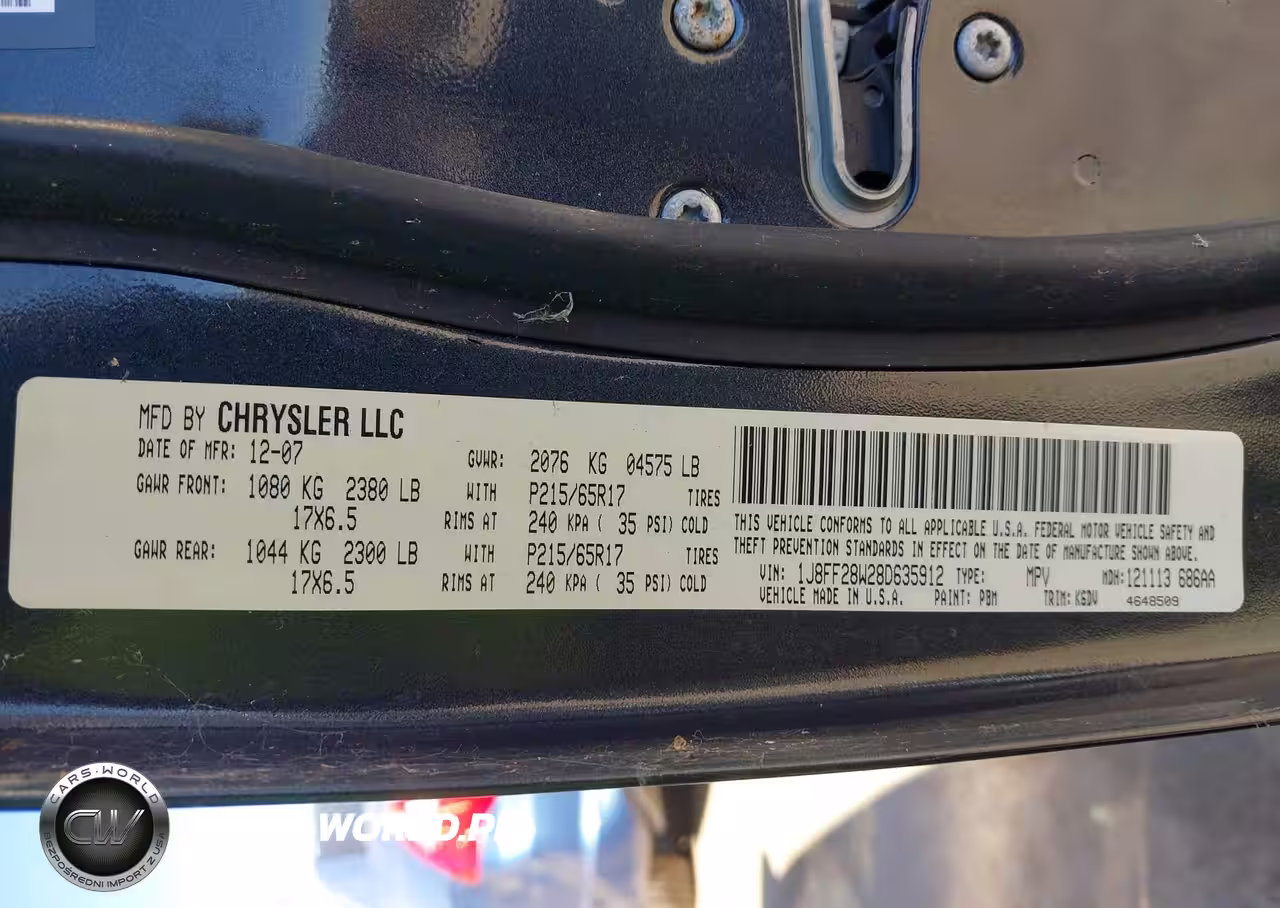 MFD BY CHRYSLER LLC
DATE OF MFR: 12-07 GVWR: 2076 KG 04575 LB
GAWR FRONT: 1080 KG 2380 LB WITH P215/65R17 TIRES
17X6.5 RIMS AT 240 KPA ( 35 PSI) COLD
GAWR REAR: 1044 KG 2300 LB WITH P215/65R17 TIRES
17X6.5 RIMS AT 240 KPA ( 35 PSI) COLD
THIS VEHICLE CONFORMS TO ALL APPLICABLE U.S.A. FEDERAL MOTOR VEHICLE SAFETY AND
THEFT PREVENTION STANDARDS IN EFFECT ON THE DATE OF MANUFACTURE SHOWN ABOVE.
VIN: 1J8FF28W28D635912 TYPE: MPV MDH: 121113 686AA
VEHICLE MADE IN U.S.A. PAINT: PBM TRIM: K6DV 4648509
CARS-WORLD
CW
BEZPOŚREDNI IMPORT Z USA
WORLD.P